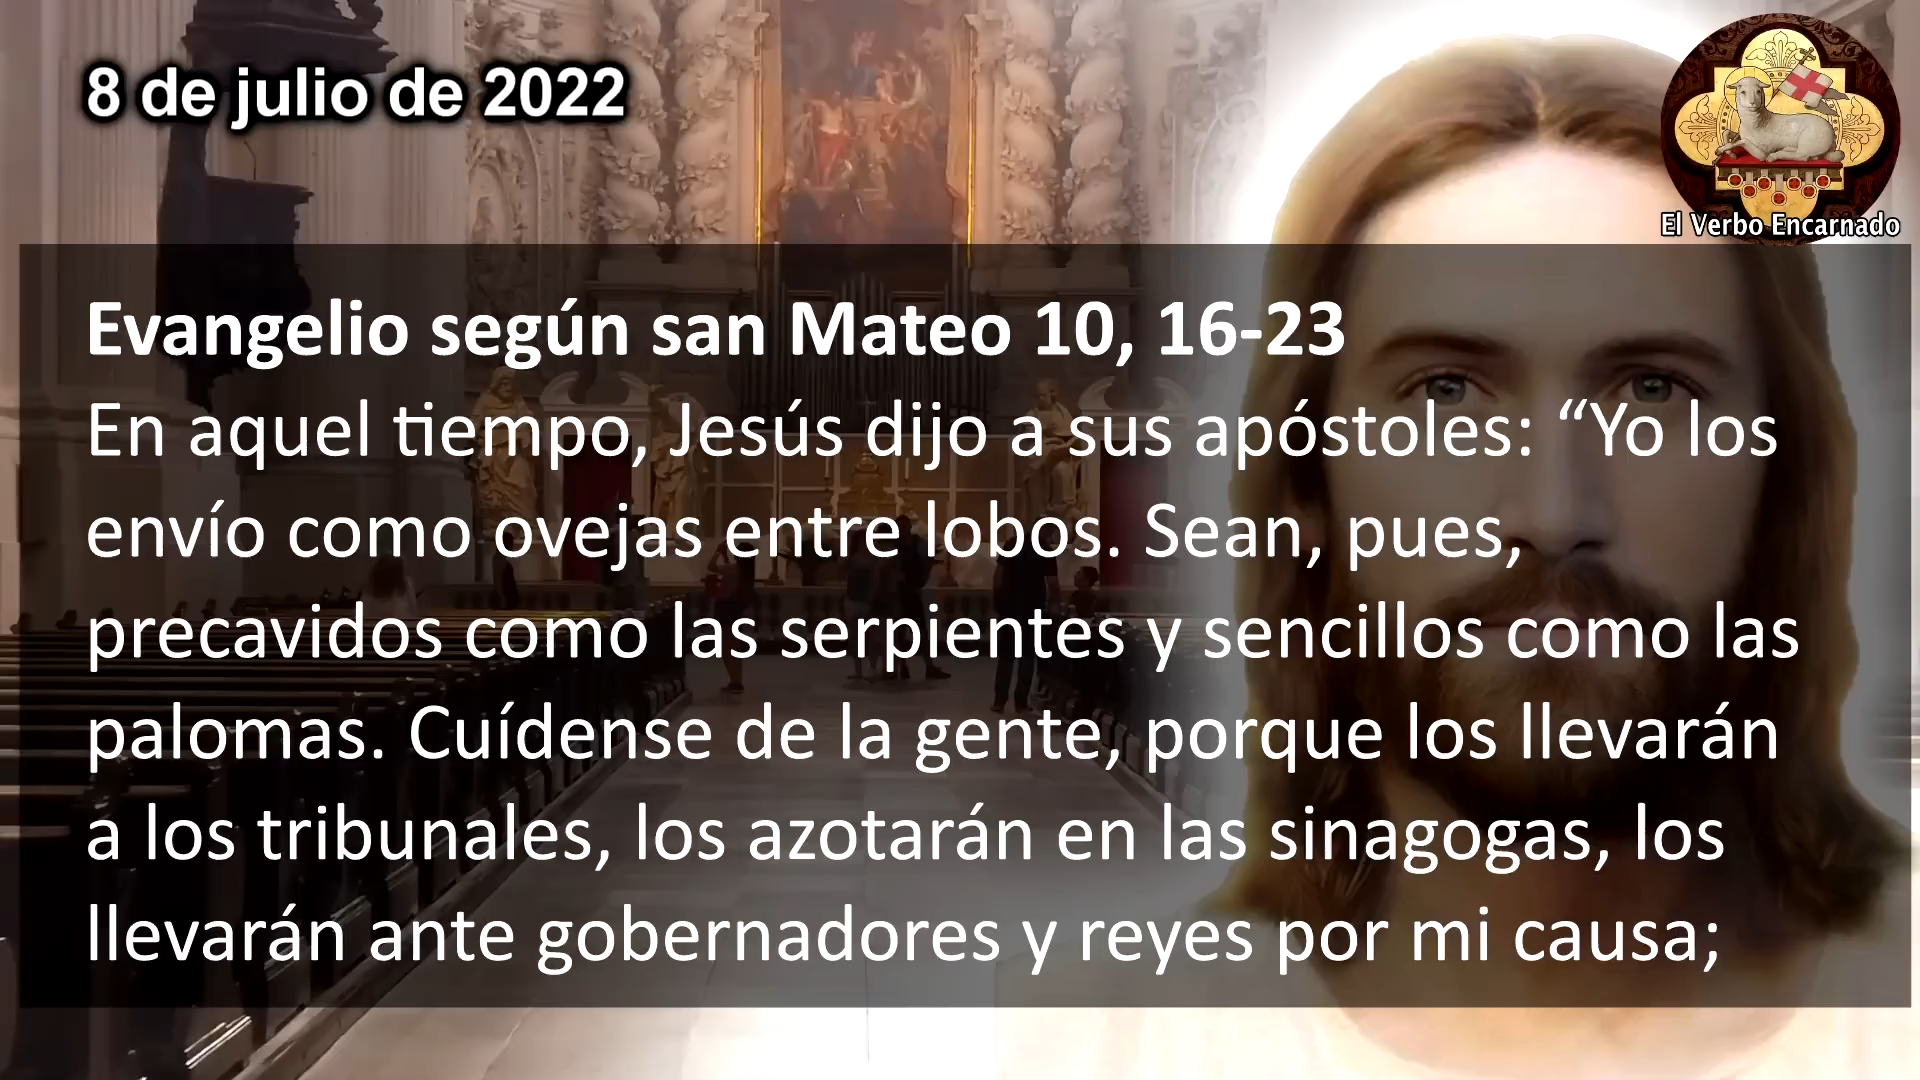 8 de julio de 2022
El Verbo Encarnado
Evangelio según san Mateo 10, 16-23
En aquel tiempo, Jesús dijo a sus apóstoles: “Yo los
envío como ovejas entre lobos. Sean, pues,
precavidos como las serpientes y sencillos como las
palomas. Cuídense de la gente, porque los llevarán
a los tribunales, los azotarán en las sinagogas, los
llevarán ante gobernadores y reyes por mi causa;